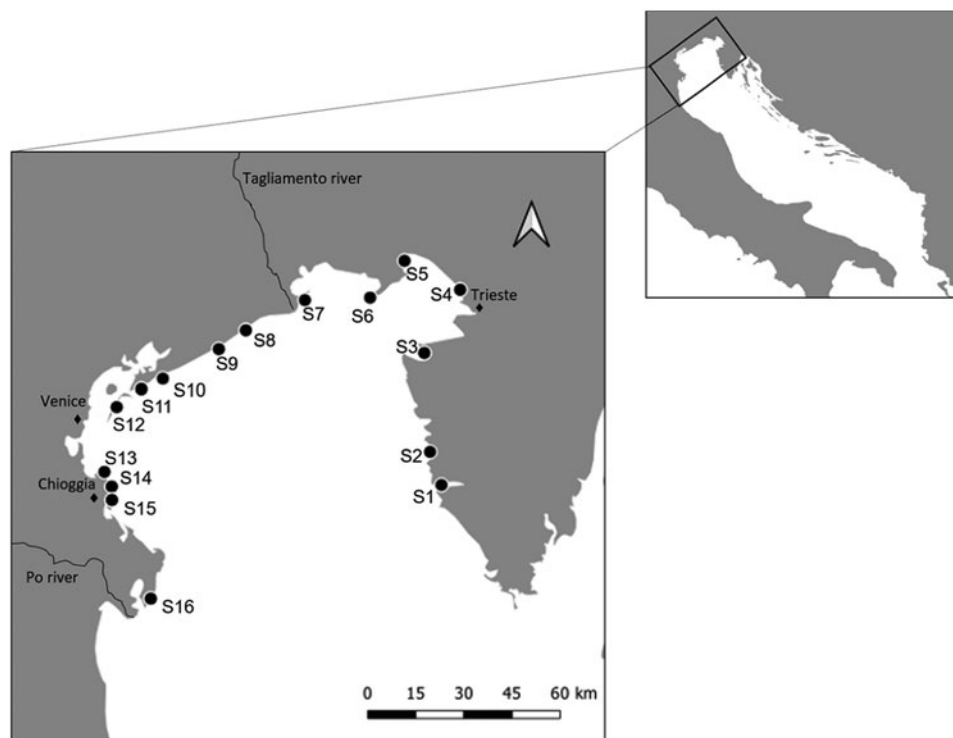 Tagliamento river
S5
S4
Trieste
S7
S6
S8
S3
S9
S10
S11
Venice
S12
S2
S13
S14
Chioggia
S1
S15
Po river
S16
0 15 30 45 60 km